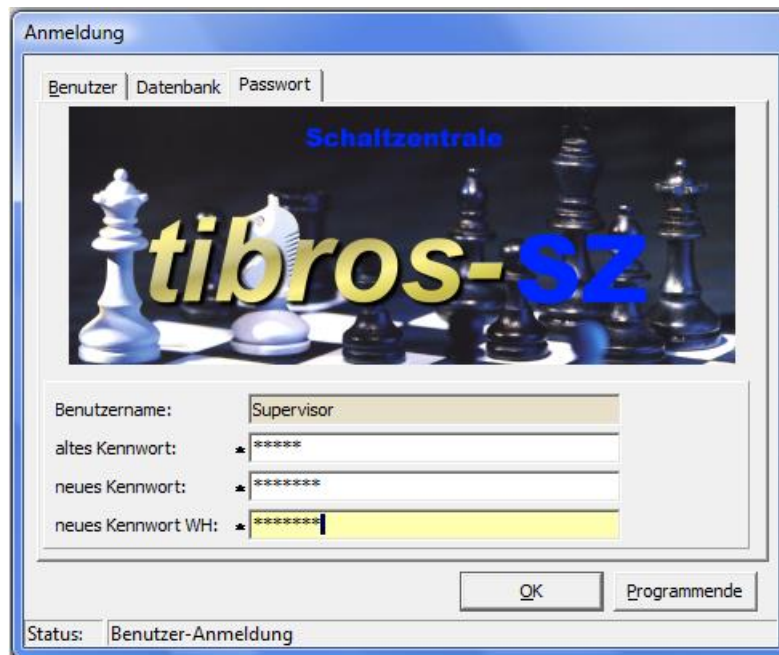 Anmeldung
Benutzer Datenbank Passwort
Schaltzentrale
tibros-SZ
Benutzername: Supervisor
altes Kennwort: * *****
neues Kennwort: * *******
neues Kennwort WH: * *******
OK Programmende
Status: Benutzer-Anmeldung